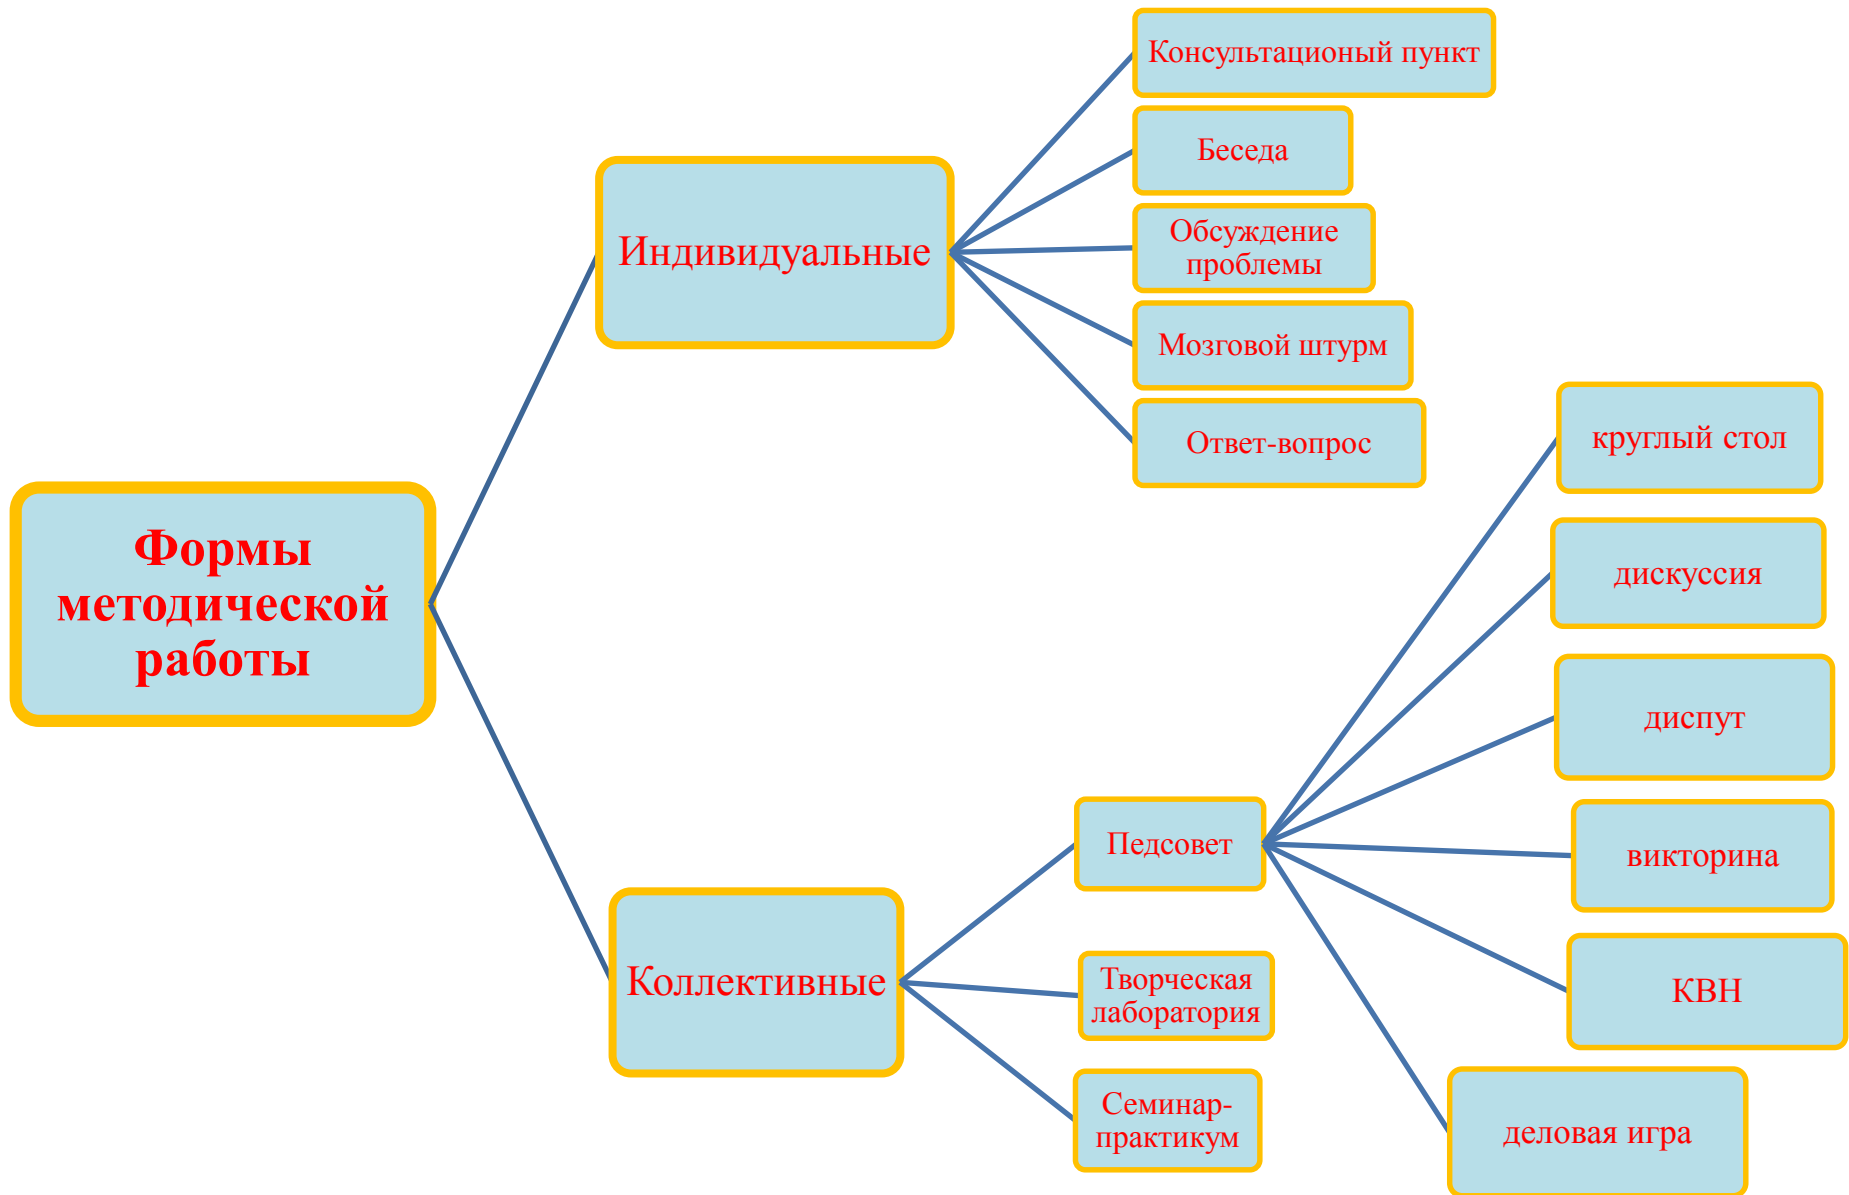 Формы
методической
работы
Индивидуальные
Консультационый пункт
Беседа
Обсуждение
проблемы
Мозговой штурм
Ответ-вопрос
Коллективные
Педсовет
круглый стол
дискуссия
диспут
викторина
КВН
деловая игра
Творческая
лаборатория
Семинар-
практикум